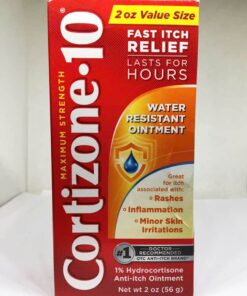 2 oz Value Size
MAXIMUM STRENGTH
Cortizone•10®
FAST ITCH
RELIEF
LASTS FOR
HOURS
WATER
RESISTANT
OINTMENT
Great
for itch
associated with:
• Rashes
• Inflammation
• Minor Skin
Irritations
#1
DOCTOR
RECOMMENDED
OTC ANTI-ITCH BRAND
1% Hydrocortisone
Anti-itch Ointment
Net wt 2 oz (56 g)